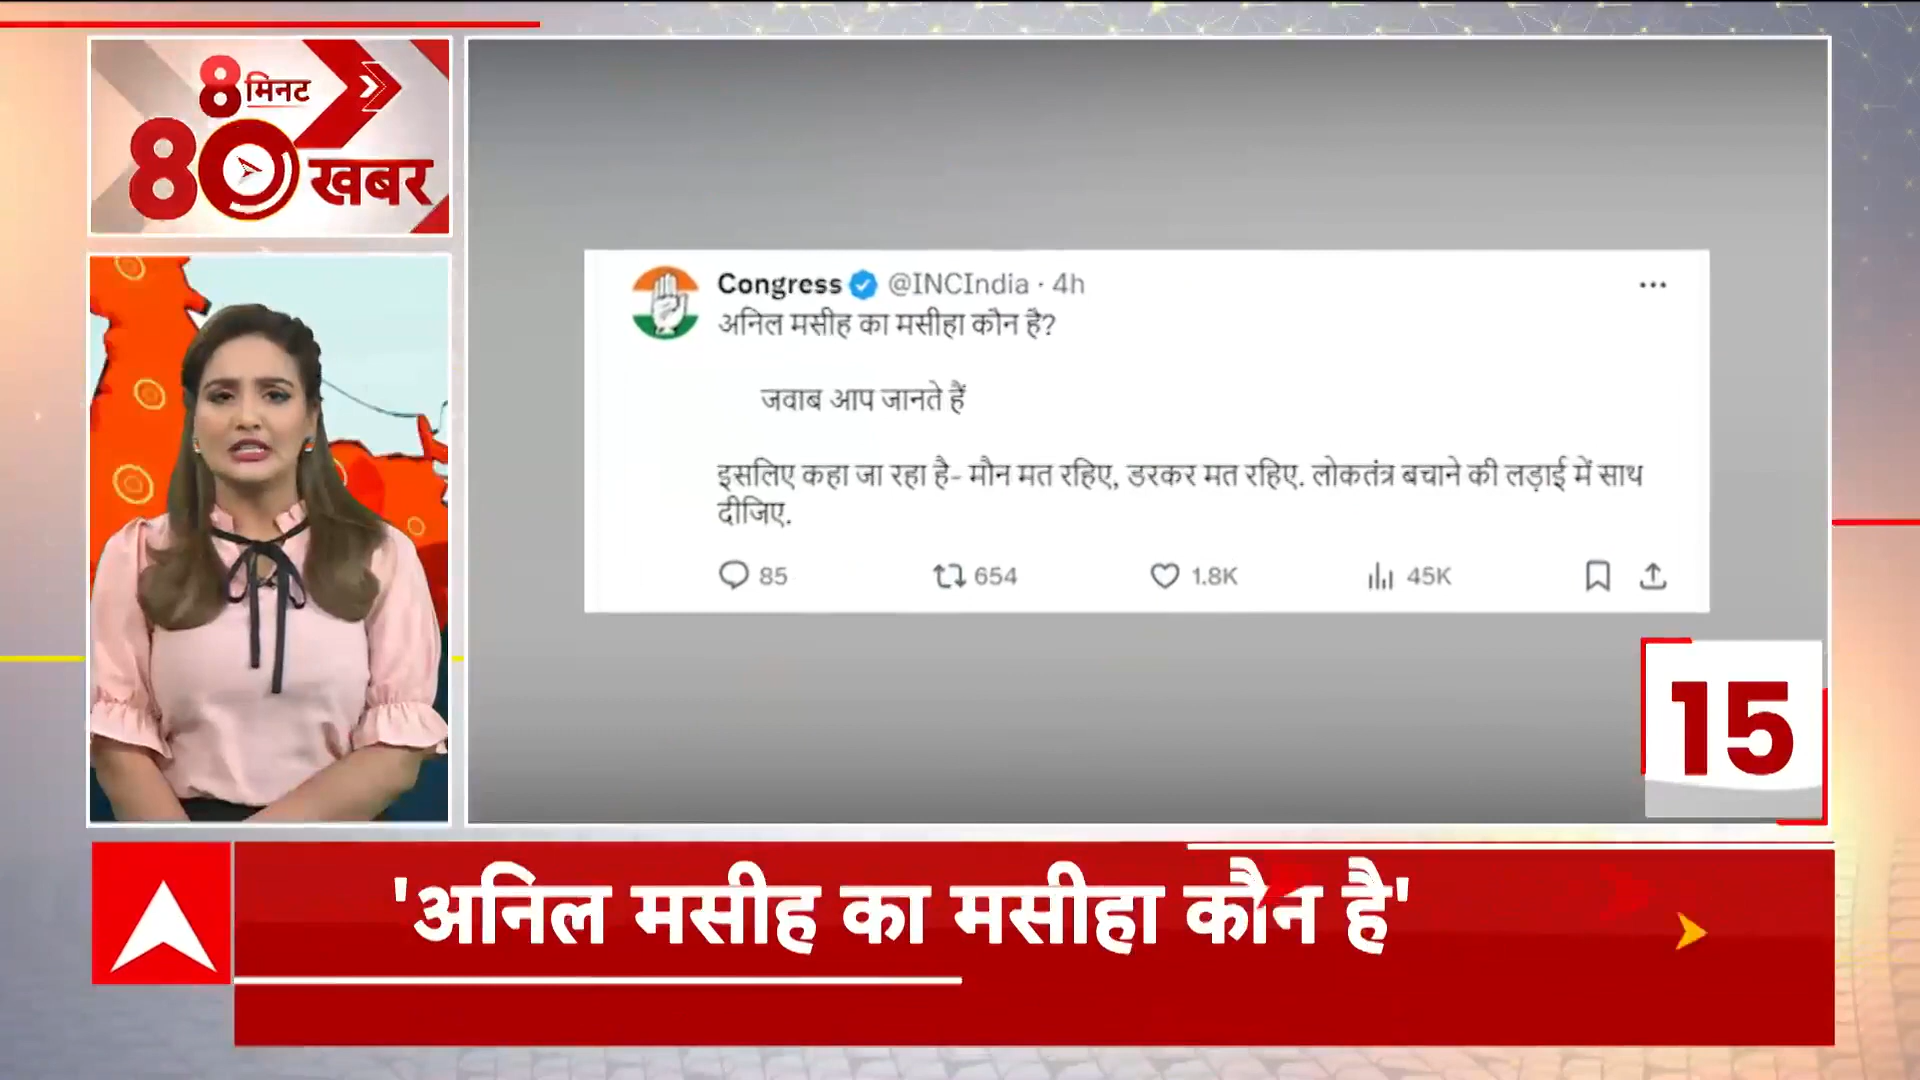 8 मिनट
80 खबर
Congress @INCIndia · 4h
अनिल मसीह का मसीहा कौन है?
जवाब आप जानते हैं
इसलिए कहा जा रहा है- मौन मत रहिए, डरकर मत रहिए. लोकतंत्र बचाने की लड़ाई में साथ
दीजिए.
85 654 1.8K 45K
15
'अनिल मसीह का मसीहा कौन है'